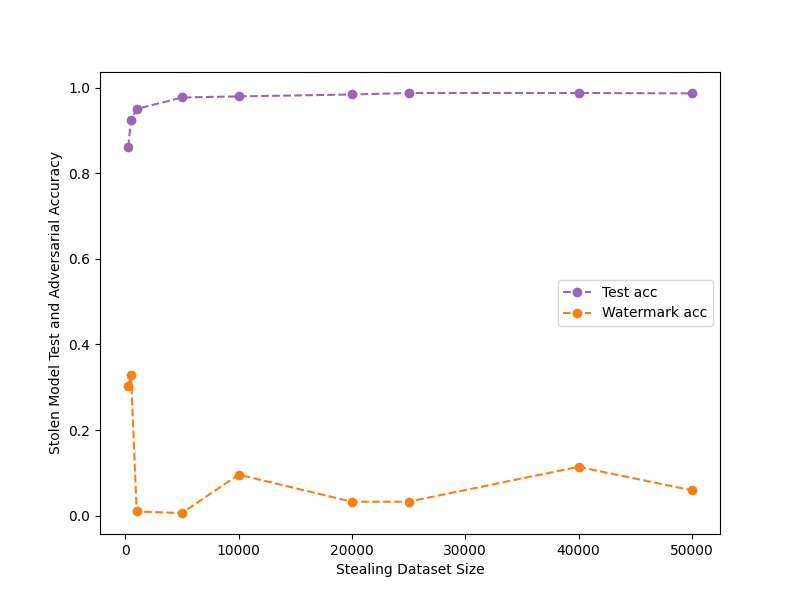 1.0
0.8
0.6
0.4
0.2
0.0
Stolen Model Test and Adversarial Accuracy
Test acc
Watermark acc
0 10000 20000 30000 40000 50000
Stealing Dataset Size